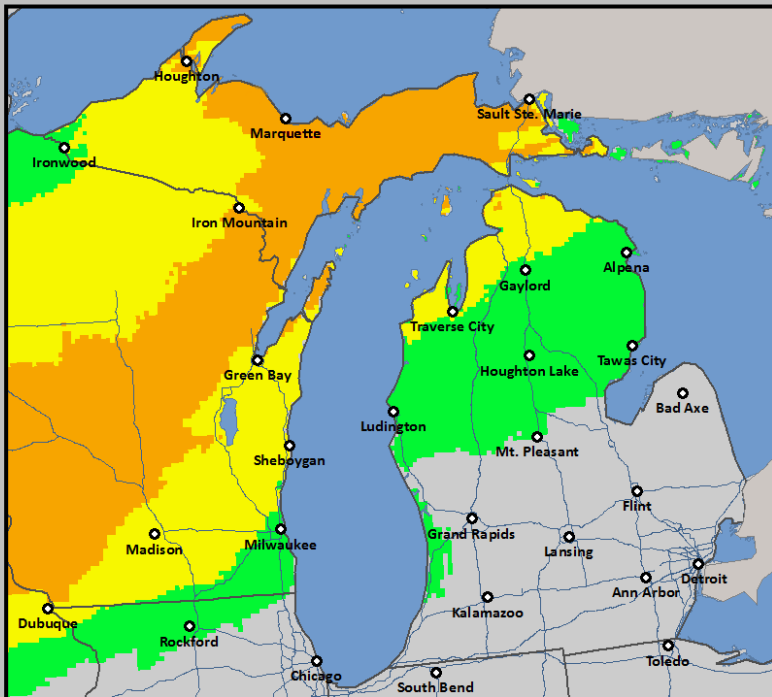 Houghton
Marquette
Sault Ste. Marie
Ironwood
Iron Mountain
Alpena
Gaylord
Traverse City
Green Bay
Houghton Lake
Tawas City
Bad Axe
Ludington
Mt. Pleasant
Sheboygan
Flint
Madison
Milwaukee
Grand Rapids
Lansing
Detroit
Ann Arbor
Dubuque
Kalamazoo
Rockford
Chicago
Toledo
South Bend